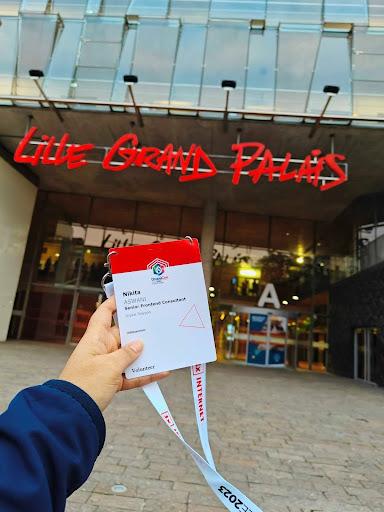 Lille Grand Palais
Nikita
ASWANI
Senior Frontend Consultant
Volunteer
A
INTERNET
2023